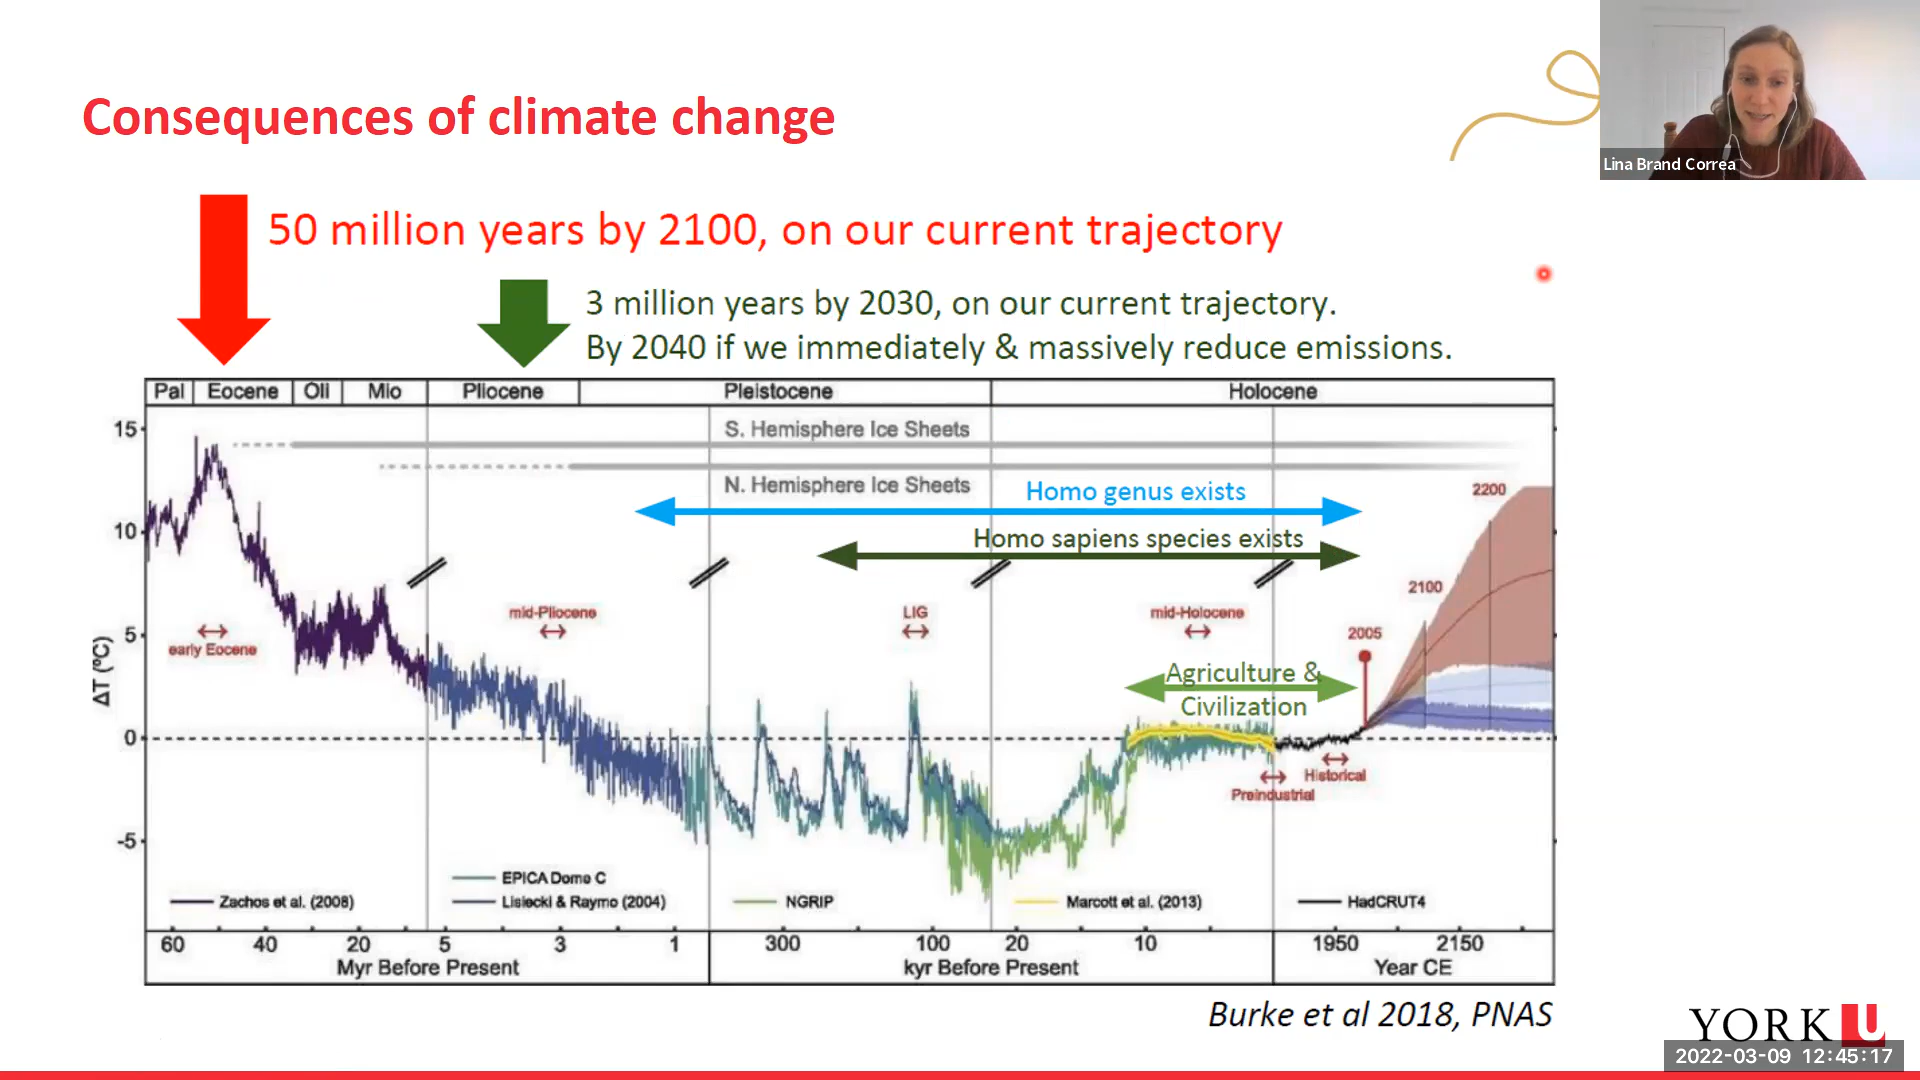 Consequences of climate change
Lina Brand Correa
50 million years by 2100, on our current trajectory
3 million years by 2030, on our current trajectory.
By 2040 if we immediately & massively reduce emissions.
Pal Eocene Oli Mio Pliocene Pleistocene Holocene
15
S. Hemisphere Ice Sheets
N. Hemisphere Ice Sheets
Homo genus exists
2200
10
Homo sapiens species exists
2100
mid-Pliocene LIG mid-Holocene
5
early Eocene
2005
ΔT (ºC)
Agriculture &
Civilization
0
Historical
Preindustrial
-5
EPICA Dome C
Zachos et al. (2008) Lisiecki & Raymo (2004) NGRIP Marcott et al. (2013) HadCRUT4
60 40 20 5 3 1 300 100 20 10 1950 2150
Myr Before Present kyr Before Present Year CE
Burke et al 2018, PNAS
YORK U
2022-03-09 12:45:17